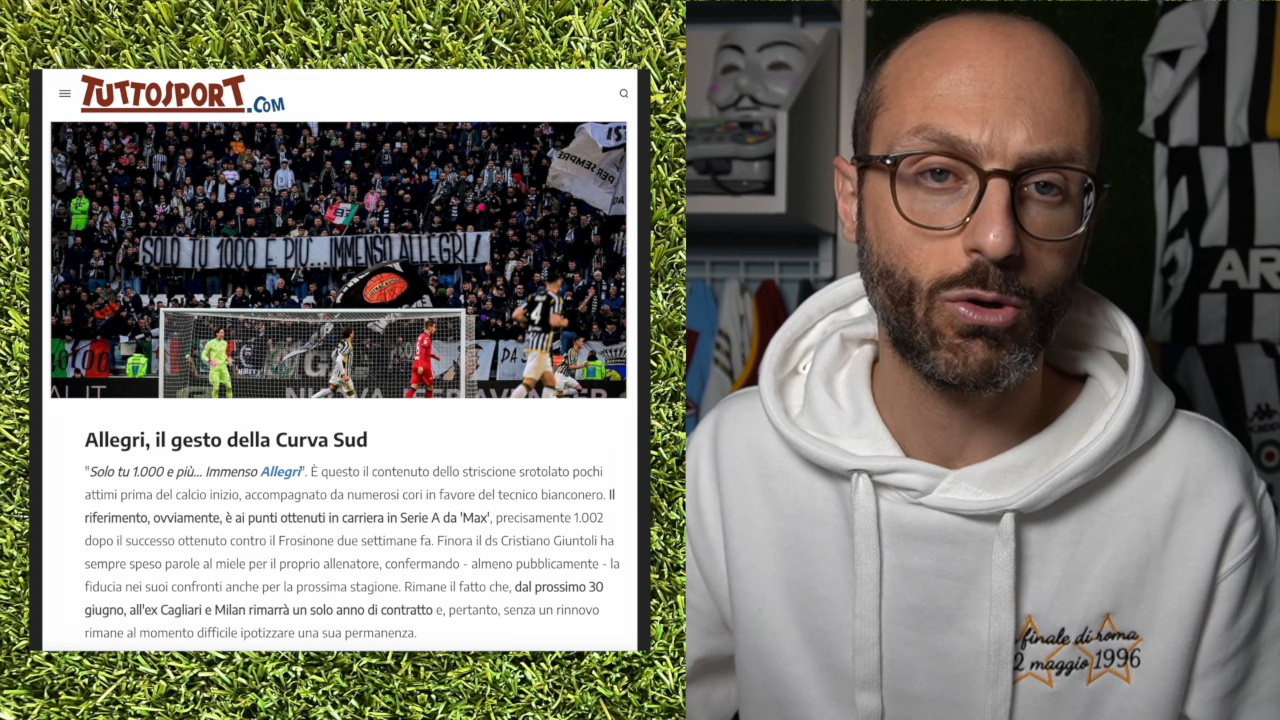 TUTTOSPORT.COM
PER SEMPRE
SOLO TU 1000 E PIÙ...IMMENSO ALLEGRI!
4
Allegri, il gesto della Curva Sud
"Solo tu 1.000 e più... Immenso Allegri". È questo il contenuto dello striscione srotolato pochi
attimi prima del calcio inizio, accompagnato da numerosi cori in favore del tecnico bianconero. Il
riferimento, ovviamente, è ai punti ottenuti in carriera in Serie A da 'Max', precisamente 1.002
dopo il successo ottenuto contro il Frosinone due settimane fa. Finora il ds Cristiano Giuntoli ha
sempre speso parole al miele per il proprio allenatore, confermando - almeno pubblicamente - la
fiducia nei suoi confronti anche per la prossima stagione. Rimane il fatto che, dal prossimo 30
giugno, all'ex Cagliari e Milan rimarrà un solo anno di contratto e, pertanto, senza un rinnovo
rimane al momento difficile ipotizzare una sua permanenza.
AR
finale di roma
2 maggio 1996